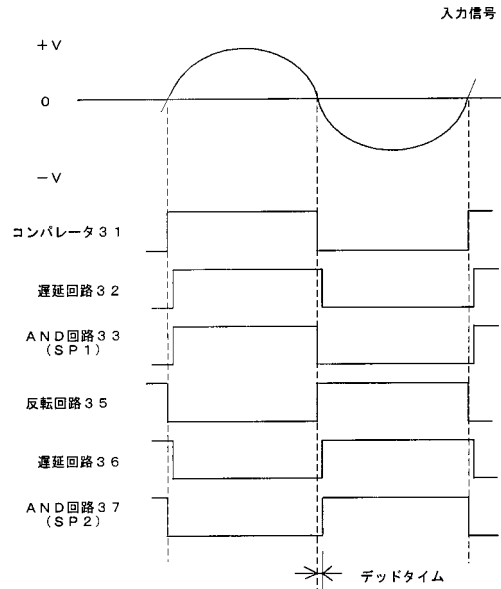 入力信号
+V
0
-V
コンパレータ31
遅延回路32
AND回路33
(SP1)
反転回路35
遅延回路36
AND回路37
(SP2)
デッドタイム